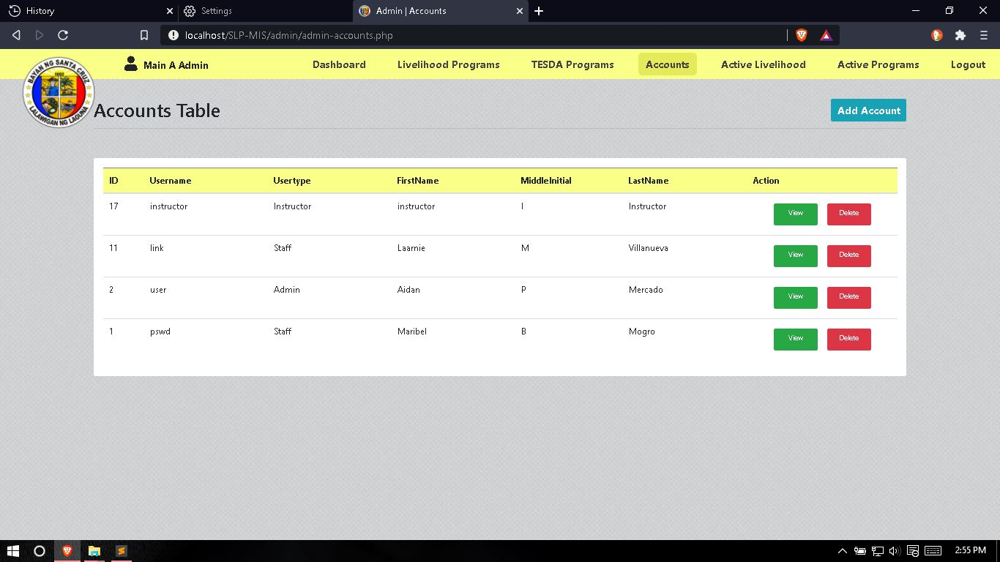 History
Settings
Admin | Accounts
localhost/SLP-MIS/admin/admin-accounts.php
BAYAN NG SANTA CRUZ
1602
LALAWIGAN NG LAGUNA
Main A Admin
Dashboard
Livelihood Programs
TESDA Programs
Accounts
Active Livelihood
Active Programs
Logout
Accounts Table
Add Account
ID Username Usertype FirstName MiddleInitial LastName Action
17 instructor Instructor instructor I Instructor View Delete
11 link Staff Laarnie M Villanueva View Delete
2 user Admin Aidan P Mercado View Delete
1 pswd Staff Maribel B Mogro View Delete
2:55 PM